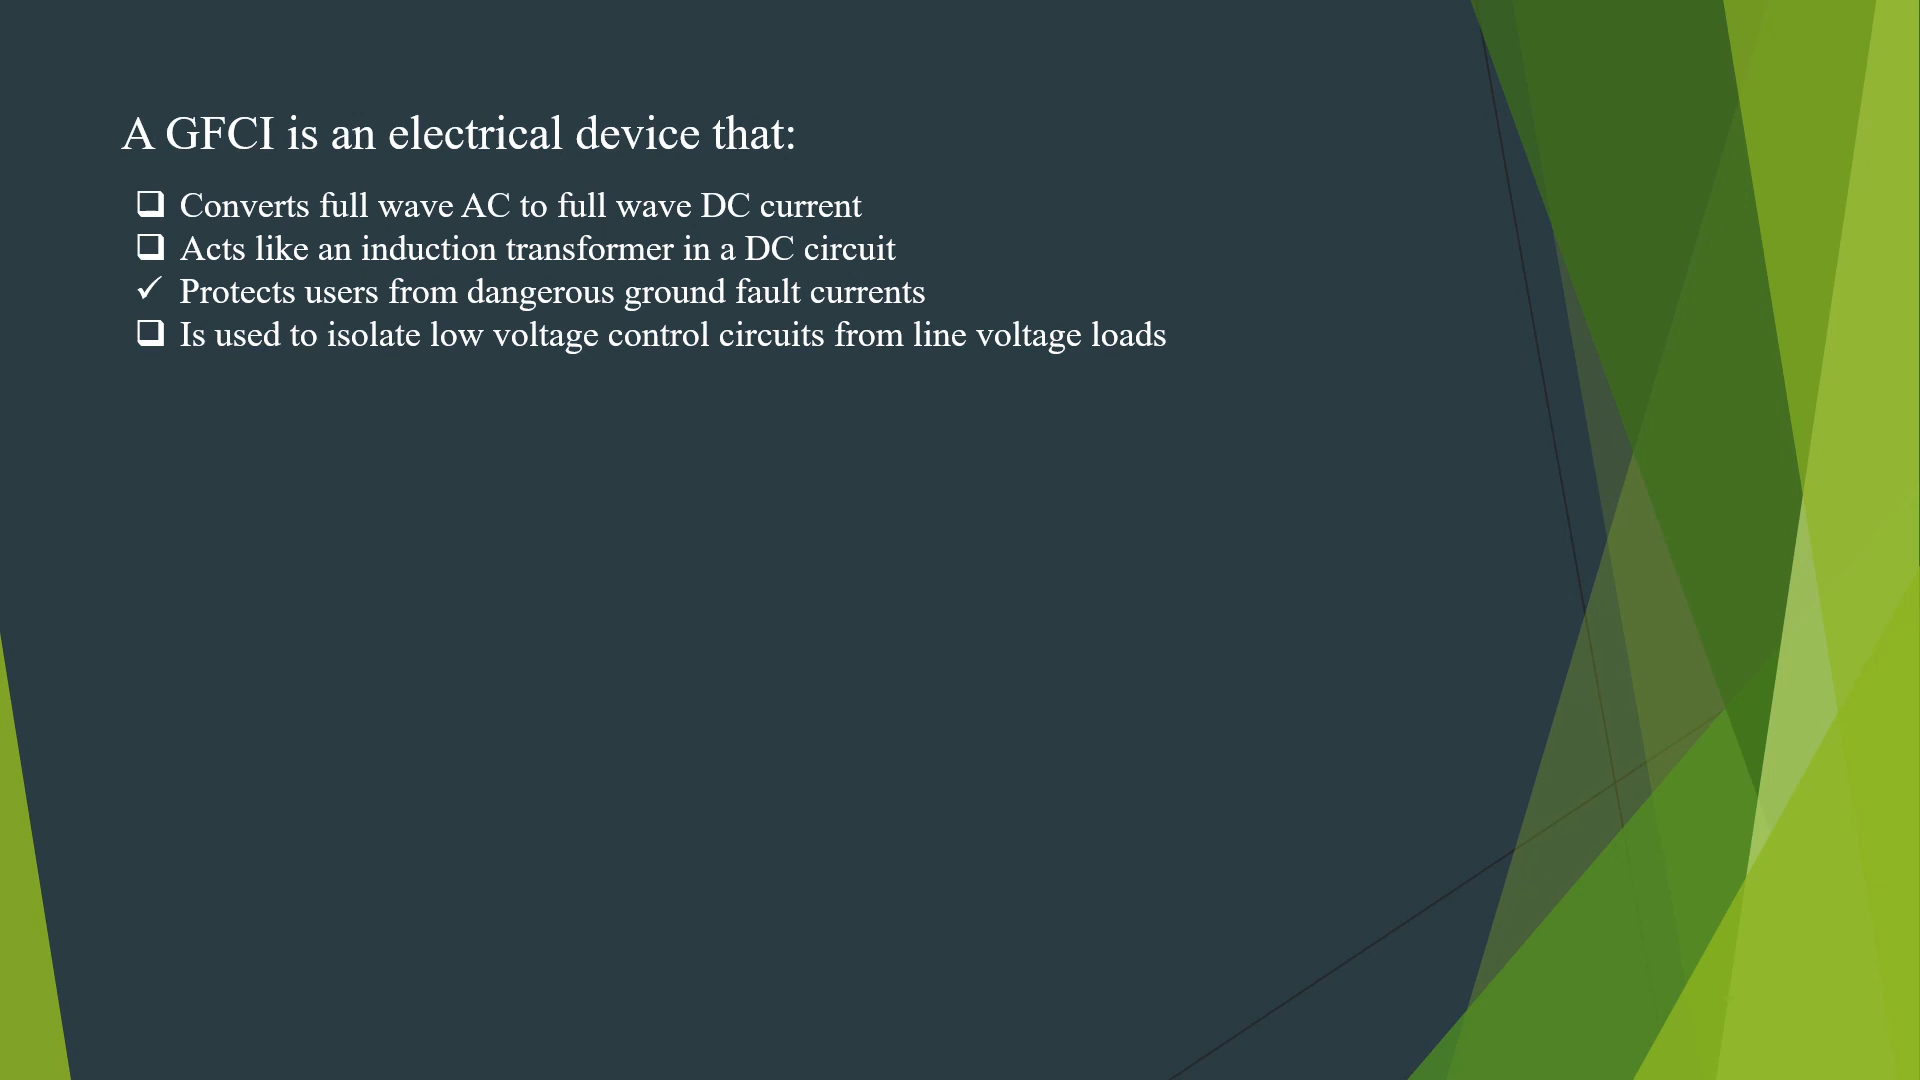 A GFCI is an electrical device that:
❑ Converts full wave AC to full wave DC current
❑ Acts like an induction transformer in a DC circuit
✓ Protects users from dangerous ground fault currents
❑ Is used to isolate low voltage control circuits from line voltage loads